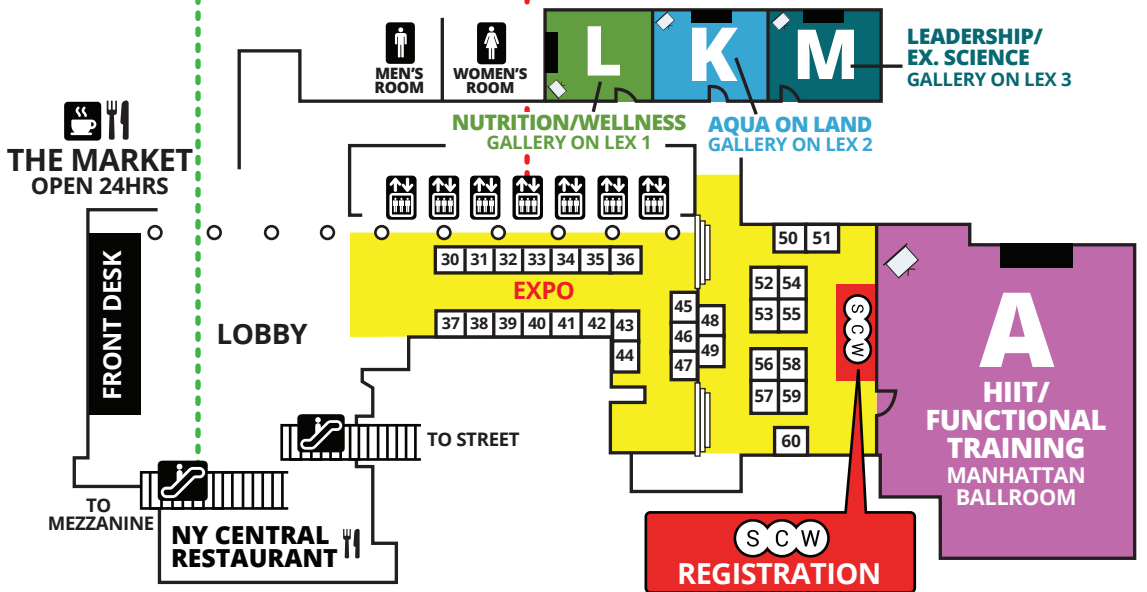 MEN'S
ROOM
WOMEN'S
ROOM
L
K
M
LEADERSHIP/
EX. SCIENCE
GALLERY ON LEX 3
NUTRITION/WELLNESS
GALLERY ON LEX 1
AQUA ON LAND
GALLERY ON LEX 2
THE MARKET
OPEN 24HRS
FRONT DESK
LOBBY
30 31 32 33 34 35 36
EXPO
37 38 39 40 41 42 43
44
45
46
47
48
49
50 51
52 54
53 55
56 58
57 59
60
SCW
A
HIIT/
FUNCTIONAL
TRAINING
MANHATTAN
BALLROOM
TO STREET
TO
MEZZANINE
NY CENTRAL
RESTAURANT
SCW
REGISTRATION